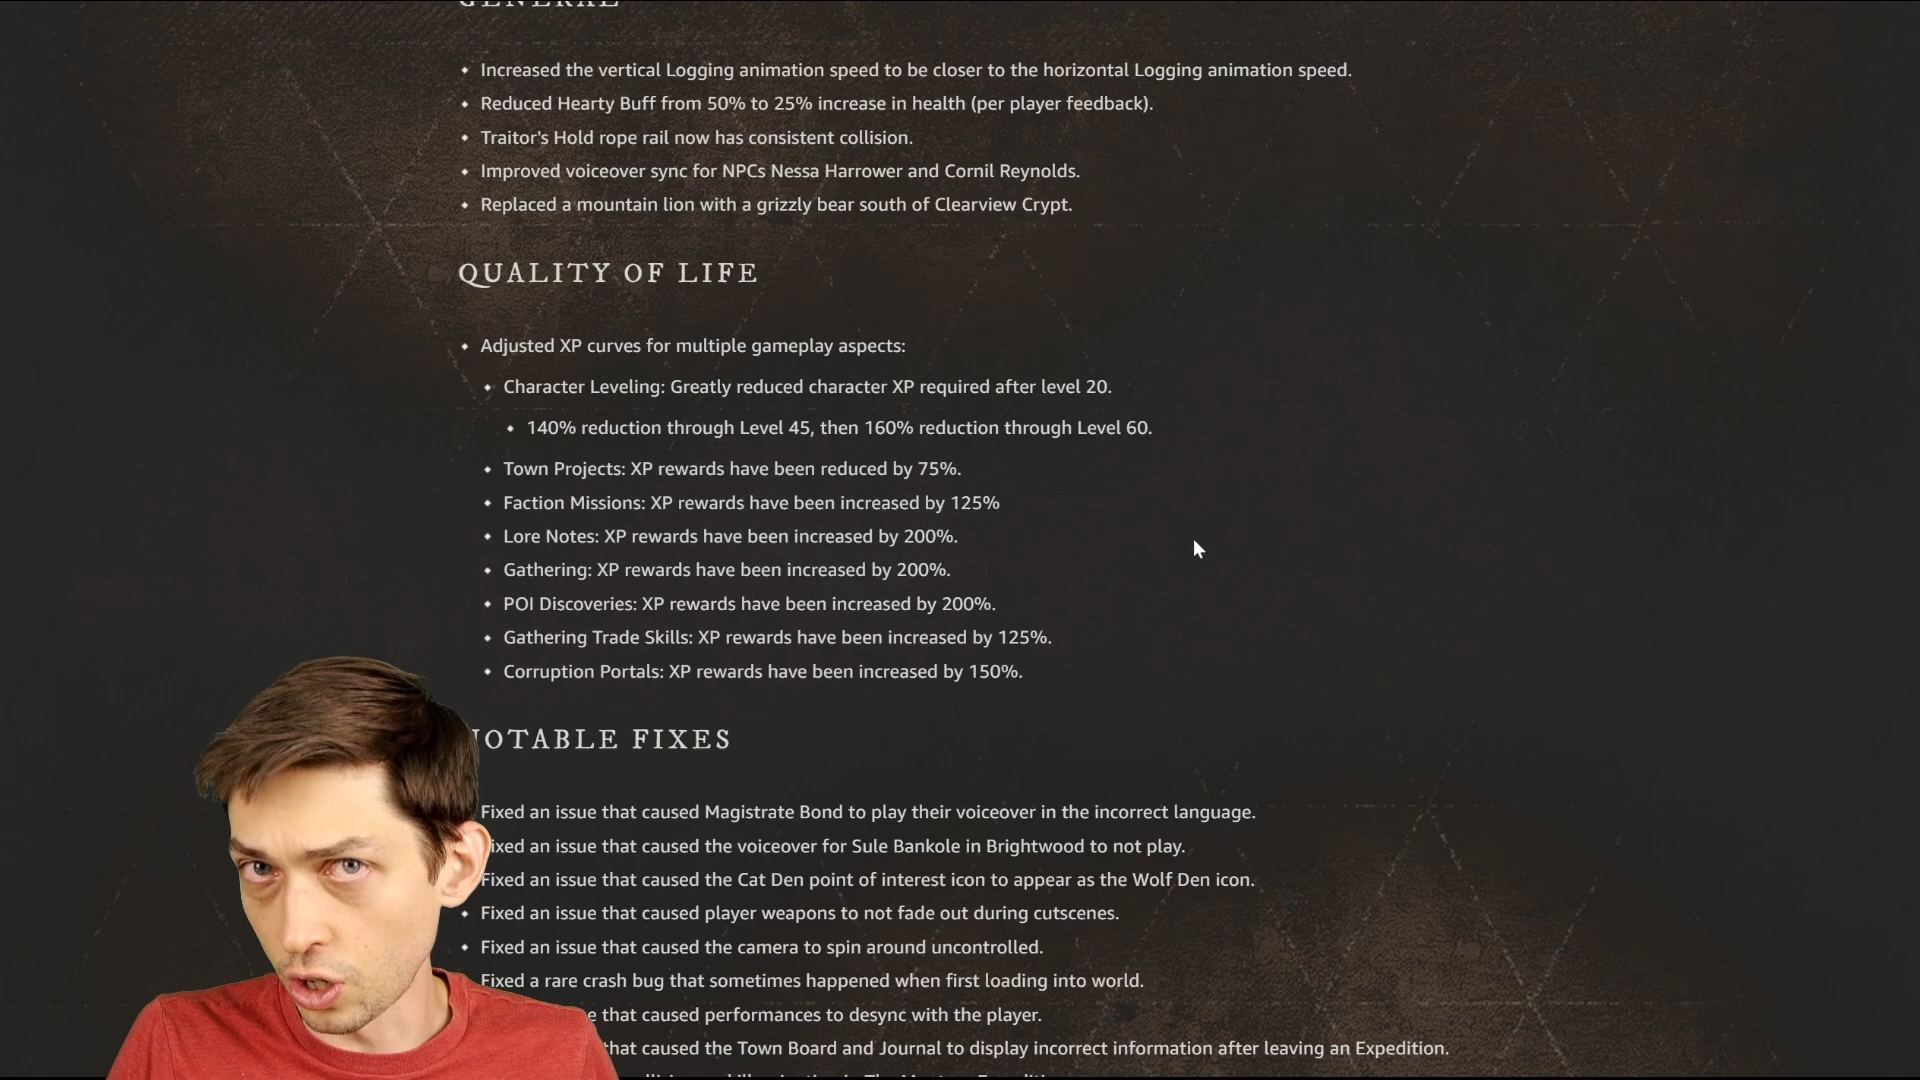 GENERAL
Increased the vertical Logging animation speed to be closer to the horizontal Logging animation speed.
Reduced Hearty Buff from 50% to 25% increase in health (per player feedback).
Traitor's Hold rope rail now has consistent collision.
Improved voiceover sync for NPCs Nessa Harrower and Cornil Reynolds.
Replaced a mountain lion with a grizzly bear south of Clearview Crypt.
QUALITY OF LIFE
Adjusted XP curves for multiple gameplay aspects:
Character Leveling: Greatly reduced character XP required after level 20.
140% reduction through Level 45, then 160% reduction through Level 60.
Town Projects: XP rewards have been reduced by 75%.
Faction Missions: XP rewards have been increased by 125%
Lore Notes: XP rewards have been increased by 200%.
Gathering: XP rewards have been increased by 200%.
POI Discoveries: XP rewards have been increased by 200%.
Gathering Trade Skills: XP rewards have been increased by 125%.
Corruption Portals: XP rewards have been increased by 150%.
NOTABLE FIXES
Fixed an issue that caused Magistrate Bond to play their voiceover in the incorrect language.
Fixed an issue that caused the voiceover for Sule Bankole in Brightwood to not play.
Fixed an issue that caused the Cat Den point of interest icon to appear as the Wolf Den icon.
Fixed an issue that caused player weapons to not fade out during cutscenes.
Fixed an issue that caused the camera to spin around uncontrolled.
Fixed a rare crash bug that sometimes happened when first loading into world.
that caused performances to desync with the player.
that caused the Town Board and Journal to display incorrect information after leaving an Expedition.